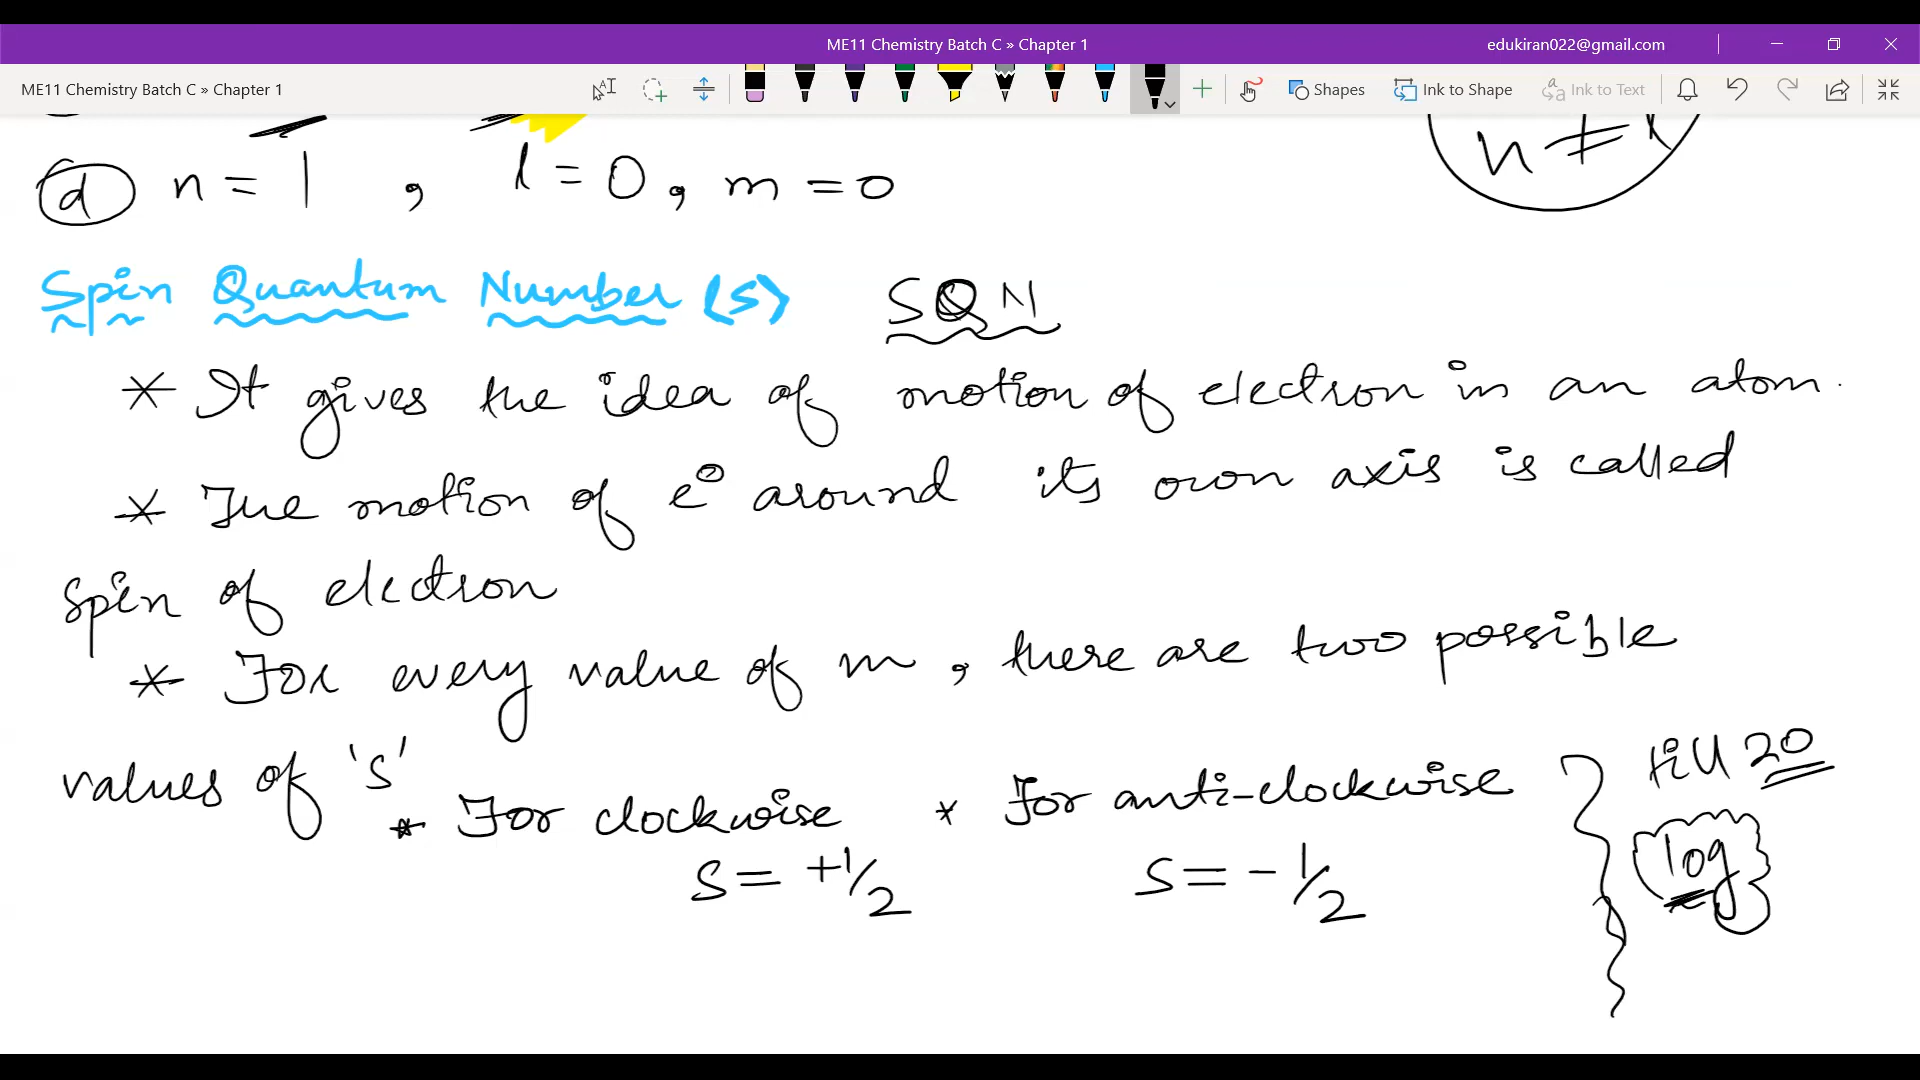 ME11 Chemistry Batch C » Chapter 1
edukiran022@gmail.com
ME11 Chemistry Batch C » Chapter 1
Shapes
Ink to Shape
Ink to Text
n ≠ l
(d) n = 1 , l = 0, m = 0
Spin Quantum Number (s) SQN
* It gives the idea of motion of electron in an atom.
* The motion of e⁰ around its own axis is called
spin of electron
* For every value of m, there are two possible
values of 's'
* For clockwise * For anti-clockwise
s = +1/2 s = -1/2
till 20
log